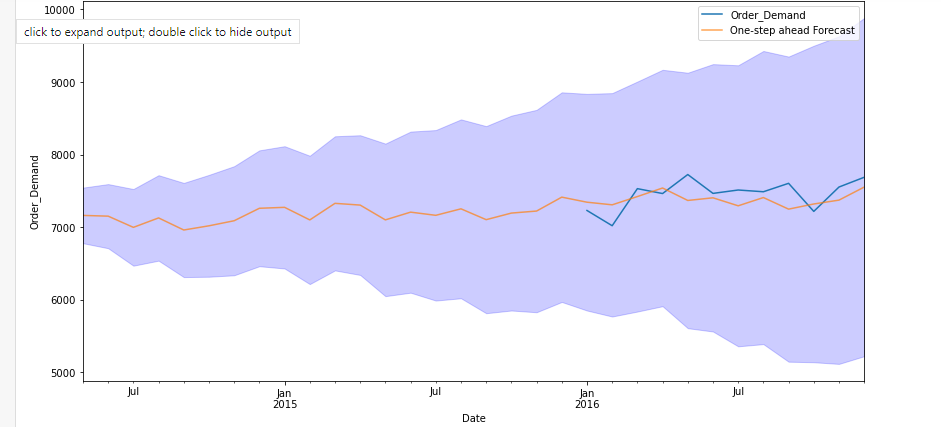 10000
click to expand output; double click to hide output
Order_Demand
One-step ahead Forecast
9000
8000
7000
6000
5000
Order_Demand
Jul
Jan
2015
Jul
Jan
2016
Jul
Date